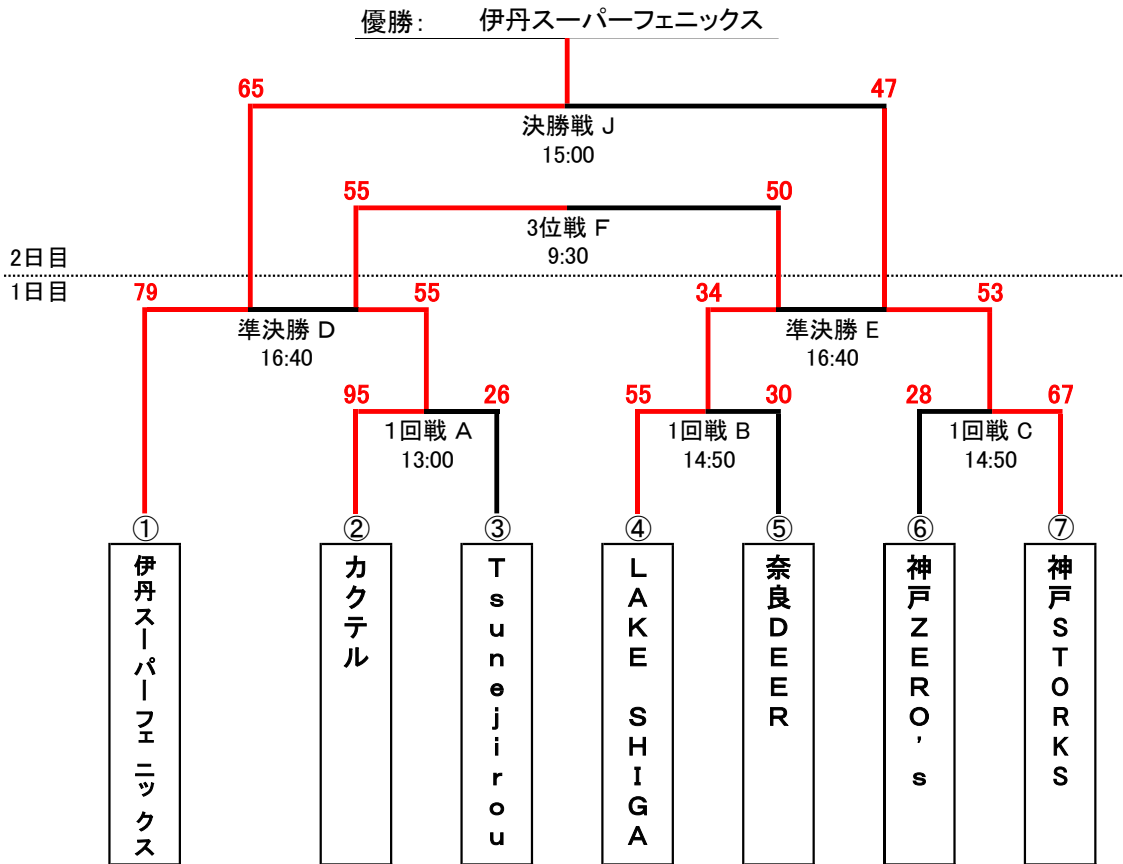 優勝: 伊丹スーパーフェニックス
65 47
決勝戦 J
15:00
55 50
3位戦 F
9:30
2日目
1日目
79 55 34 53
準決勝 D 準決勝 E
16:40 16:40
95 26 55 30 28 67
1回戦 A 1回戦 B 1回戦 C
13:00 14:50 14:50
① ② ③ ④ ⑤ ⑥ ⑦
伊丹スーパーフェニックス
カクテル
Tsunejirou
LAKE SHIGA
奈良DEER
神戸ZERO's
神戸STORKS